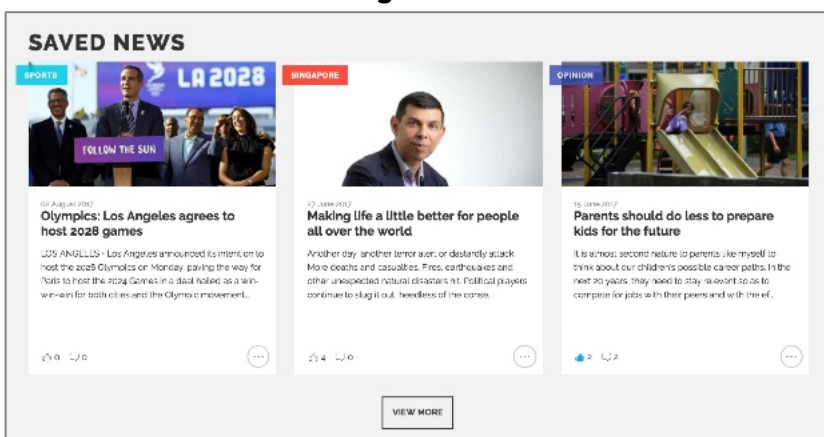 SAVED NEWS
SPORTS
LA 2028
FOLLOW THE SUN
02 August 2017
Olympics: Los Angeles agrees to
host 2028 games
LOS ANGELES - Los Angeles announced its intention to
host the 2028 Olympics on Monday, paving the way for
Paris to host the 2024 Games in a deal hailed as a win-
win-win for both cities and the Olympic movement...
0 0
SINGAPORE
27 June 2017
Making life a little better for people
all over the world
Another day, another terror alert or dastardly attack.
More deaths and casualties. Fires, earthquakes and
other unexpected natural disasters hit. Political players
continue to slug it out, heedless of the conse...
4 0
OPINION
15 June 2017
Parents should do less to prepare
kids for the future
It is almost second nature to parents like myself to
think about our children's possible career paths. In the
next 20 years, they need to stay relevant so as to
compete for jobs with their peers and with the ef...
2 2
VIEW MORE